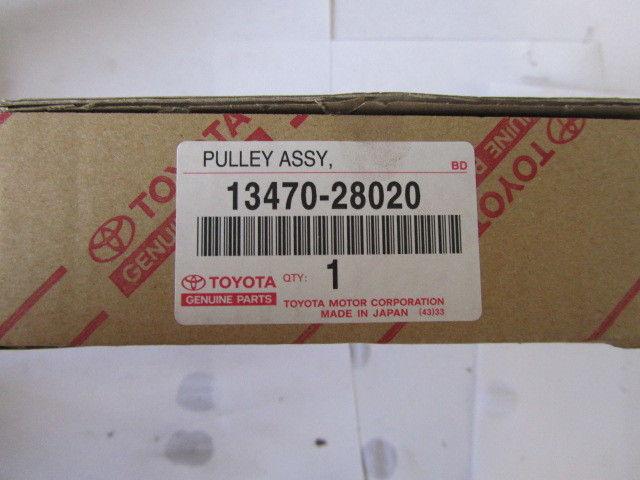 PULLEY ASSY,
BD
13470-28020
TOYOTA
GENUINE PARTS
QTY: 1
TOYOTA MOTOR CORPORATION
MADE IN JAPAN (43)33
TOYOTA
GENUINE
TOYOTA
GENUINE